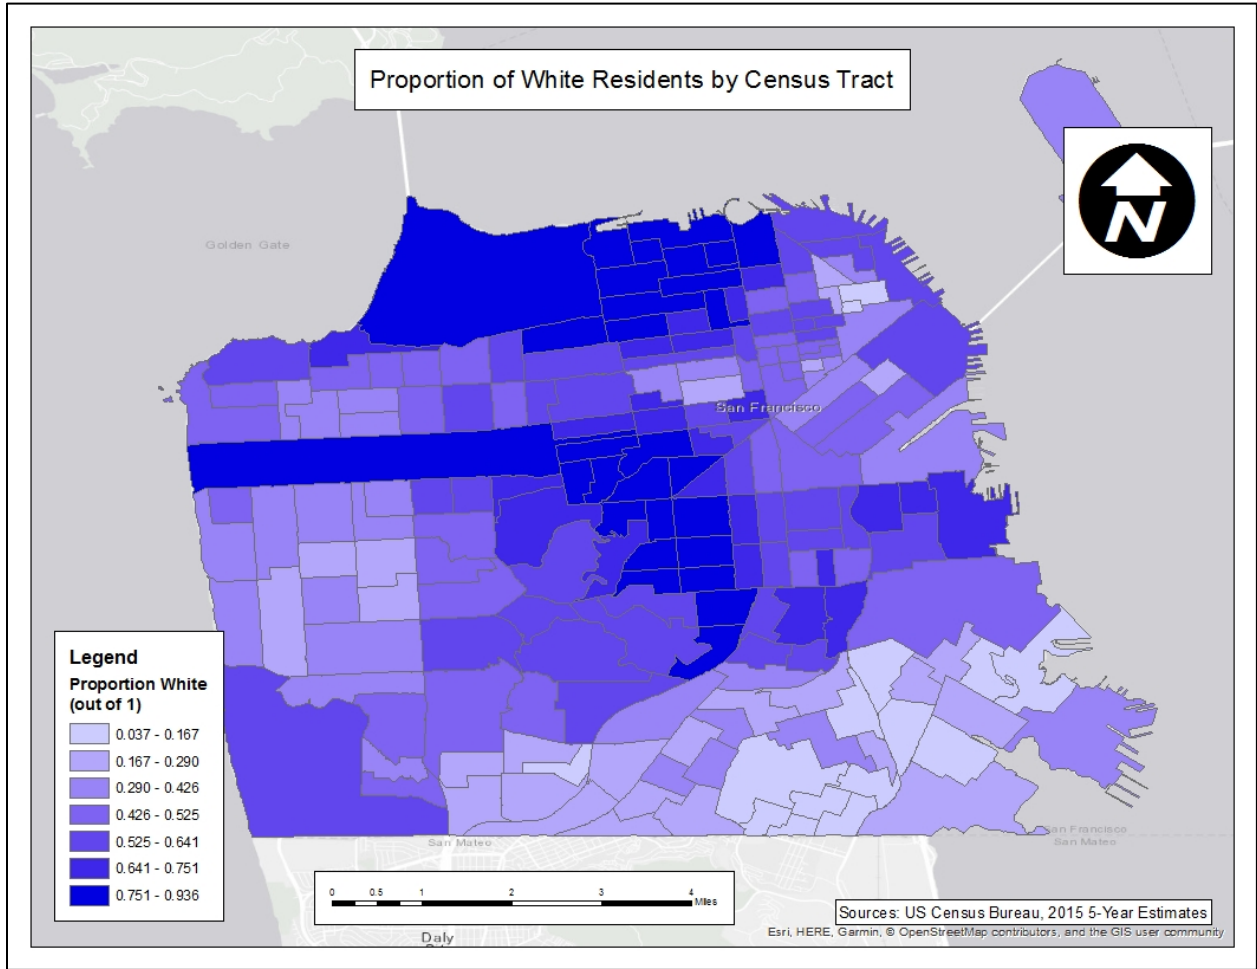 Proportion of White Residents by Census Tract
N
Golden Gate
San Francisco
Legend
Proportion White
(out of 1)
0.037 - 0.167
0.167 - 0.290
0.290 - 0.426
0.426 - 0.525
0.525 - 0.641
0.641 - 0.751
0.751 - 0.936
San Mateo
San Francisco
San Mateo
0 0.5 1 2 3 4
Miles
Daly
Sources: US Census Bureau, 2015 5-Year Estimates
Esri, HERE, Garmin, © OpenStreetMap contributors, and the GIS user community